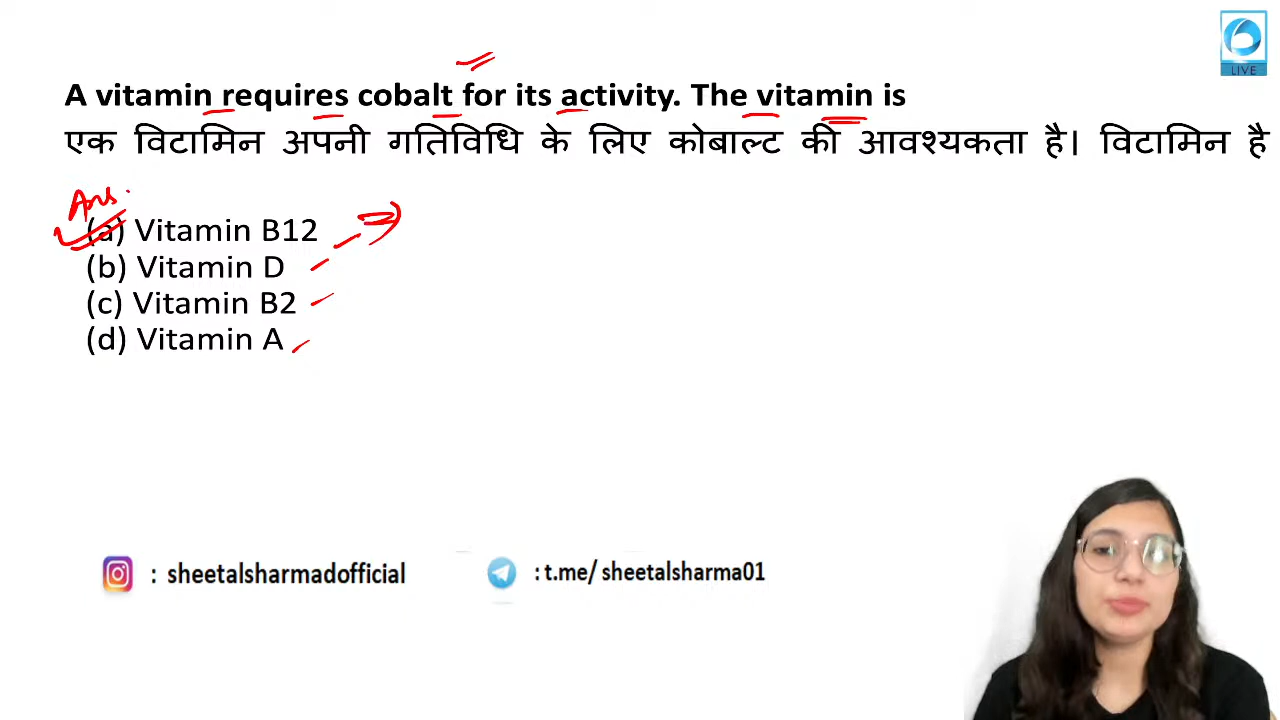 LIVE
A vitamin requires cobalt for its activity. The vitamin is
एक विटामिन अपनी गतिविधि के लिए कोबाल्ट की आवश्यकता है। विटामिन है
Ans.
(a) Vitamin B12
(b) Vitamin D
(c) Vitamin B2
(d) Vitamin A
: sheetalsharmadofficial
: t.me/ sheetalsharma01